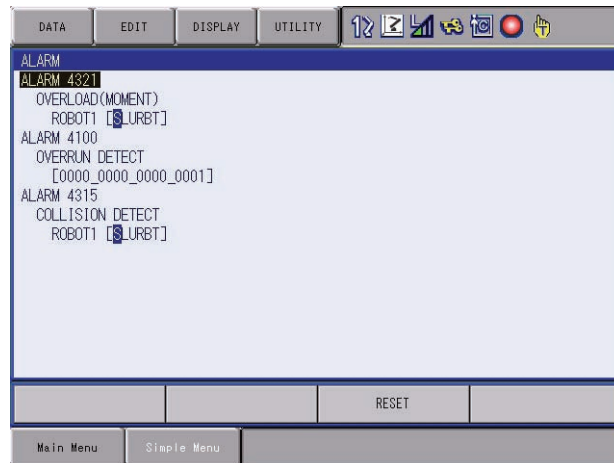 DATA
EDIT
DISPLAY
UTILITY
ALARM
ALARM 4321
OVERLOAD(MOMENT)
ROBOT1 [SLURBT]
ALARM 4100
OVERRUN DETECT
[0000_0000_0000_0001]
ALARM 4315
COLLISION DETECT
ROBOT1 [SLURBT]
RESET
Main Menu
Simple Menu